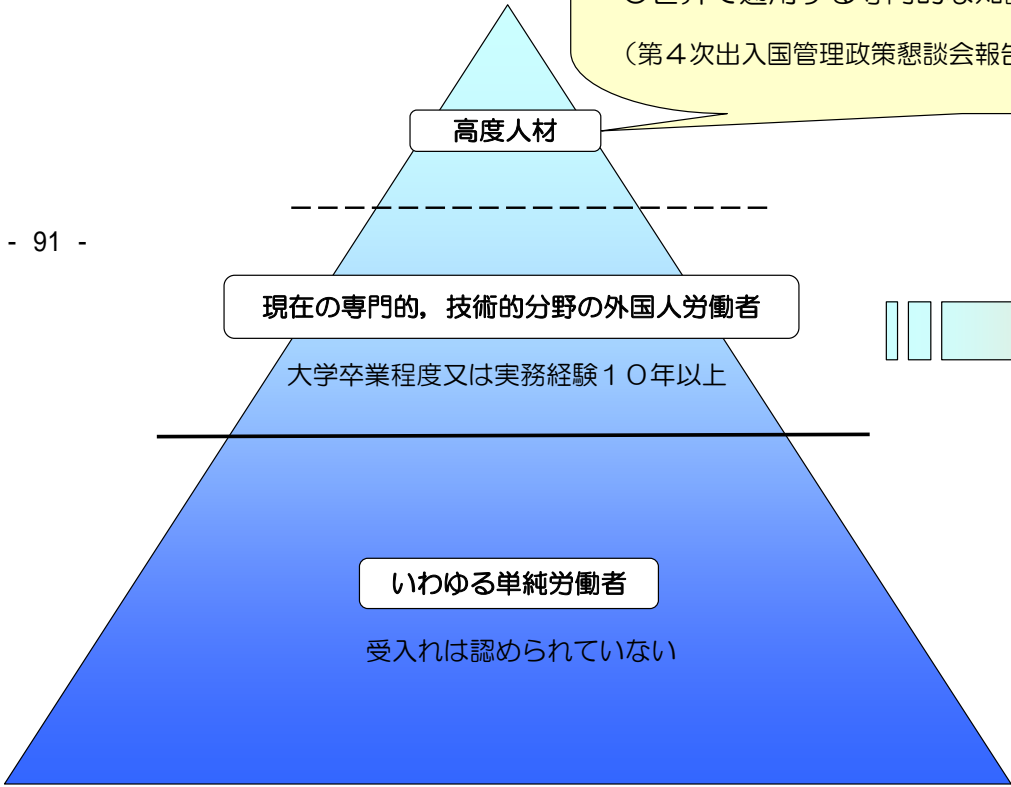 （第４次出入国管理政策懇談会報告
高度人材
- 91 -
現在の専門的，技術的分野の外国人労働者
大学卒業程度又は実務経験１０年以上
いわゆる単純労働者
受入れは認められていない